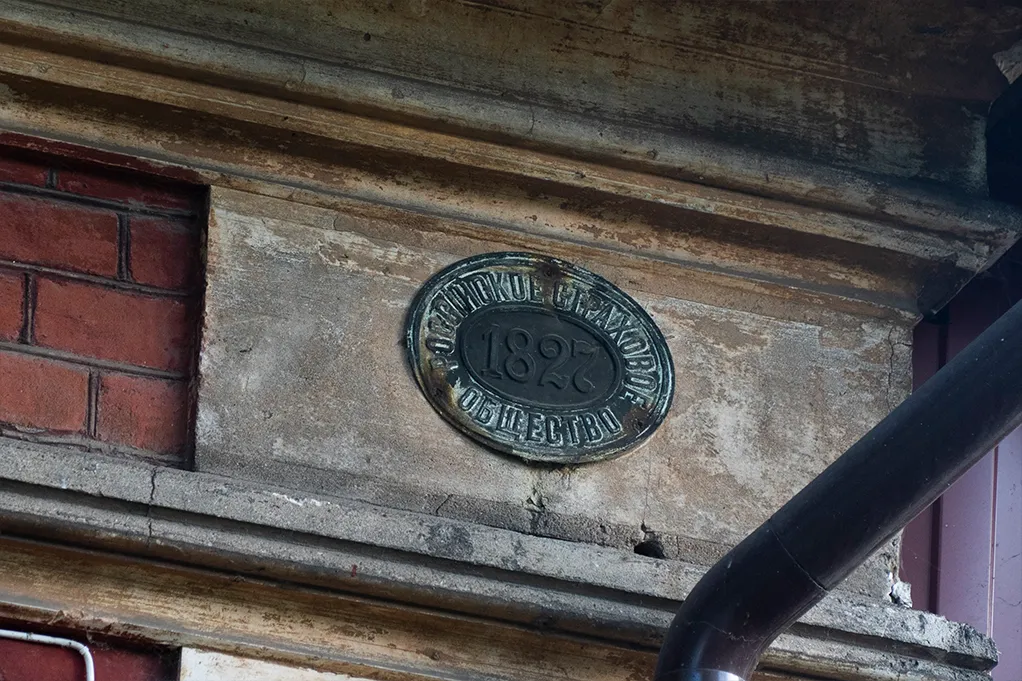 РОССІЙСКОЕ СТРАХОВОЕ
1827
ОБЩЕСТВО